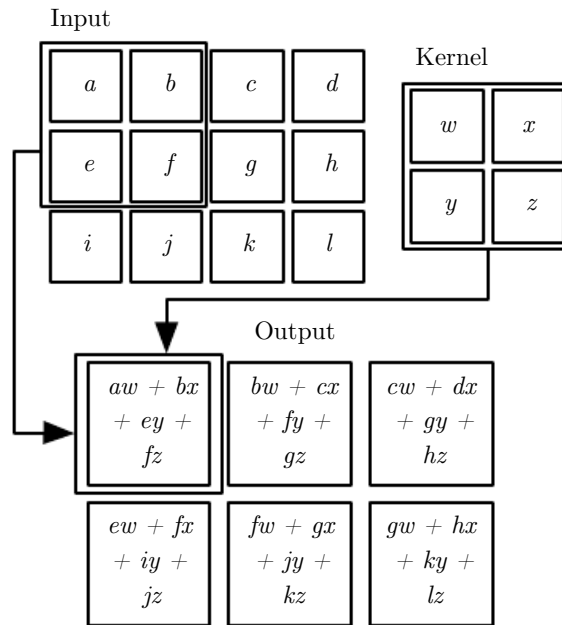 Input
Kernel
a b c d
e f g h
i j k l
w x
y z
Output
aw + bx
+ ey +
fz
bw + cx
+ fy +
gz
cw + dx
+ gy +
hz
ew + fx
+ iy +
jz
fw + gx
+ jy +
kz
gw + hx
+ ky +
lz